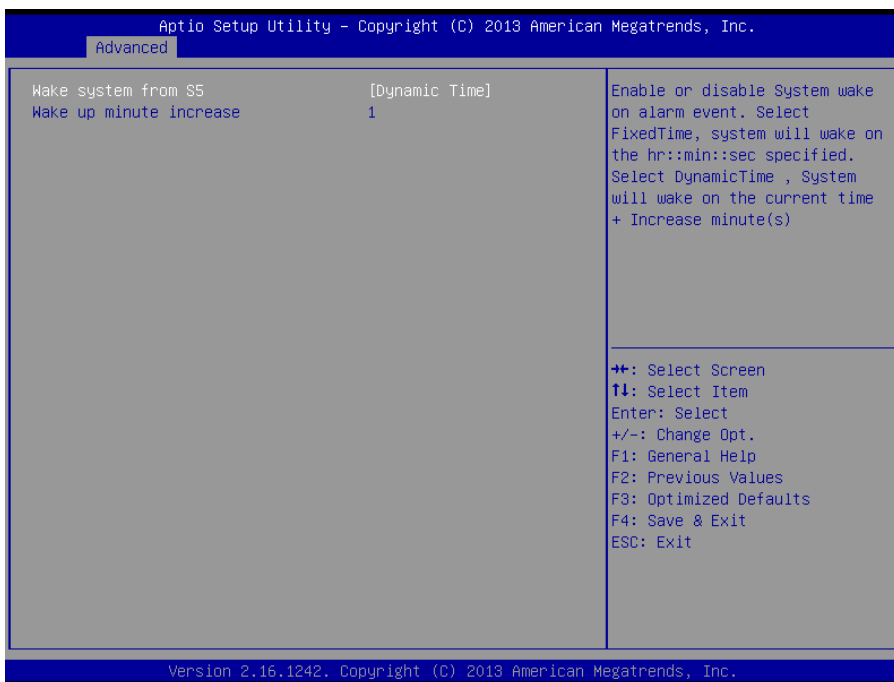 Aptio Setup Utility – Copyright (C) 2013 American Megatrends, Inc.
Advanced
Wake system from S5 [Dynamic Time]
Wake up minute increase 1
Enable or disable System wake
on alarm event. Select
FixedTime, system will wake on
the hr::min::sec specified.
Select DynamicTime , System
will wake on the current time
+ Increase minute(s)
→←: Select Screen
↑↓: Select Item
Enter: Select
+/-: Change Opt.
F1: General Help
F2: Previous Values
F3: Optimized Defaults
F4: Save & Exit
ESC: Exit
Version 2.16.1242. Copyright (C) 2013 American Megatrends, Inc.